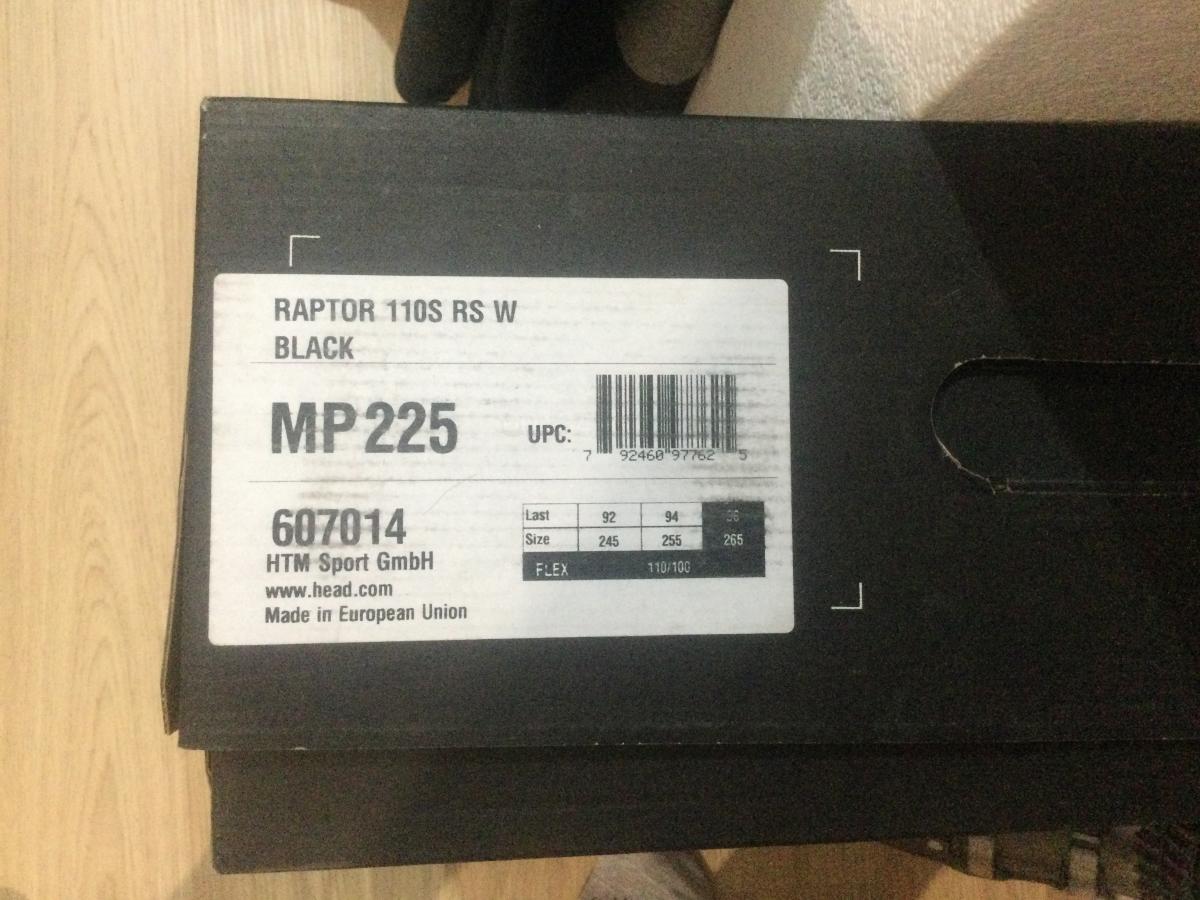 RAPTOR 110S RS W
BLACK
MP 225
UPC:
7 92460 97762 5
607014
HTM Sport GmbH
www.head.com
Made in European Union
Last 92 94 96
Size 245 255 265
FLEX 110/100